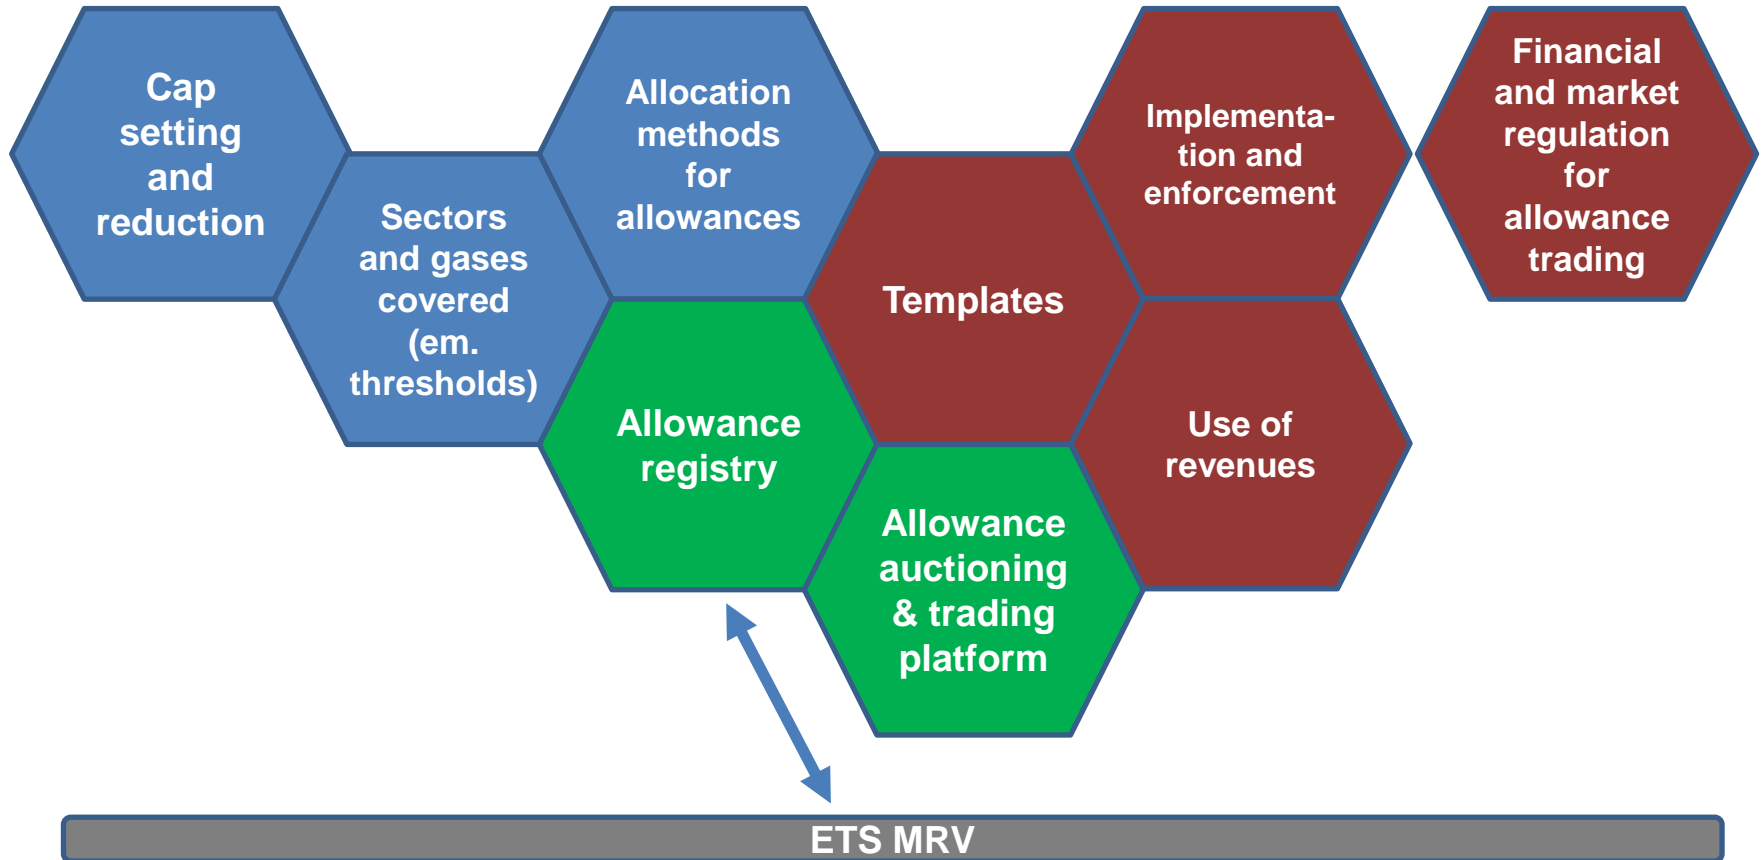 Cap
setting
and
reduction
Sectors
and gases
covered
(em.
thresholds)
Allocation
methods
for
allowances
Allowance
registry
Templates
Allowance
auctioning
& trading
platform
Implementa-
tion and
enforcement
Use of
revenues
Financial
and market
regulation
for
allowance
trading
ETS MRV